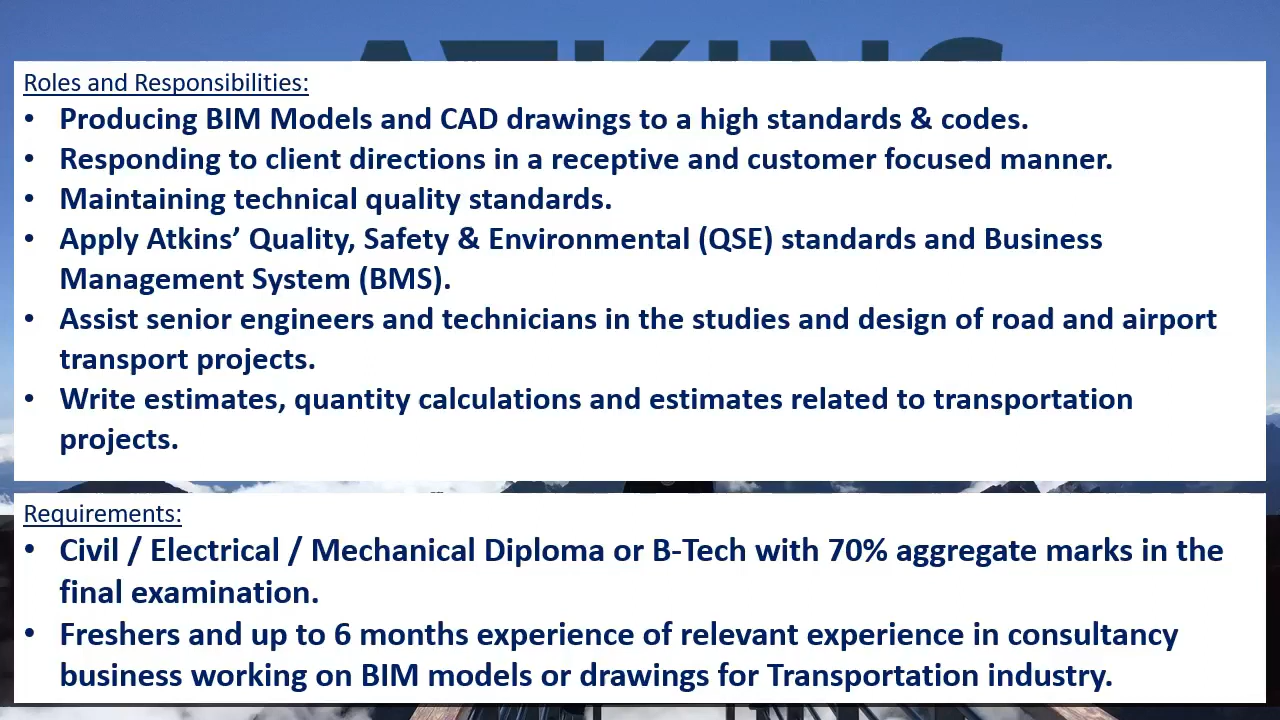 ATKINS
Roles and Responsibilities:
• Producing BIM Models and CAD drawings to a high standards & codes.
• Responding to client directions in a receptive and customer focused manner.
• Maintaining technical quality standards.
• Apply Atkins’ Quality, Safety & Environmental (QSE) standards and Business
Management System (BMS).
• Assist senior engineers and technicians in the studies and design of road and airport
transport projects.
• Write estimates, quantity calculations and estimates related to transportation
projects.
Requirements:
• Civil / Electrical / Mechanical Diploma or B-Tech with 70% aggregate marks in the
final examination.
• Freshers and up to 6 months experience of relevant experience in consultancy
business working on BIM models or drawings for Transportation industry.